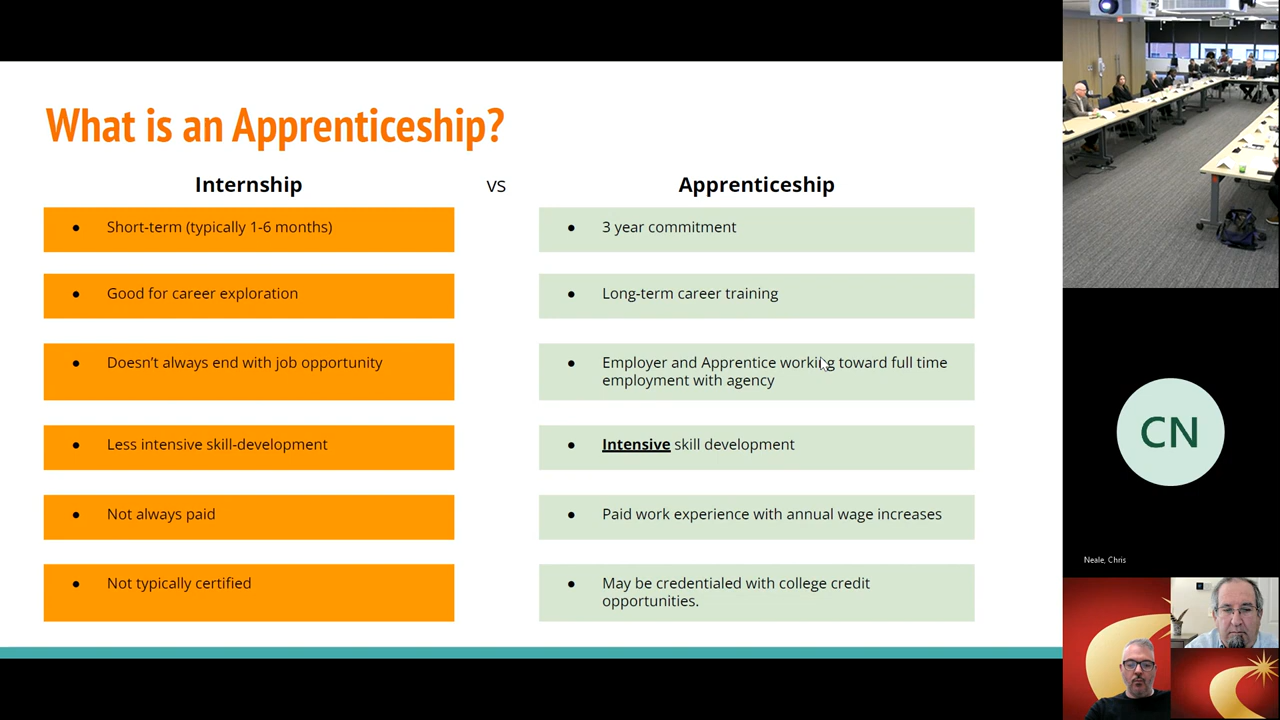 What is an Apprenticeship?
Internship vs Apprenticeship
● Short-term (typically 1-6 months)
● 3 year commitment
● Good for career exploration
● Long-term career training
● Doesn’t always end with job opportunity
● Employer and Apprentice working toward full time
employment with agency
● Less intensive skill-development
● Intensive skill development
● Not always paid
● Paid work experience with annual wage increases
● Not typically certified
● May be credentialed with college credit
opportunities.
CN
Neale, Chris